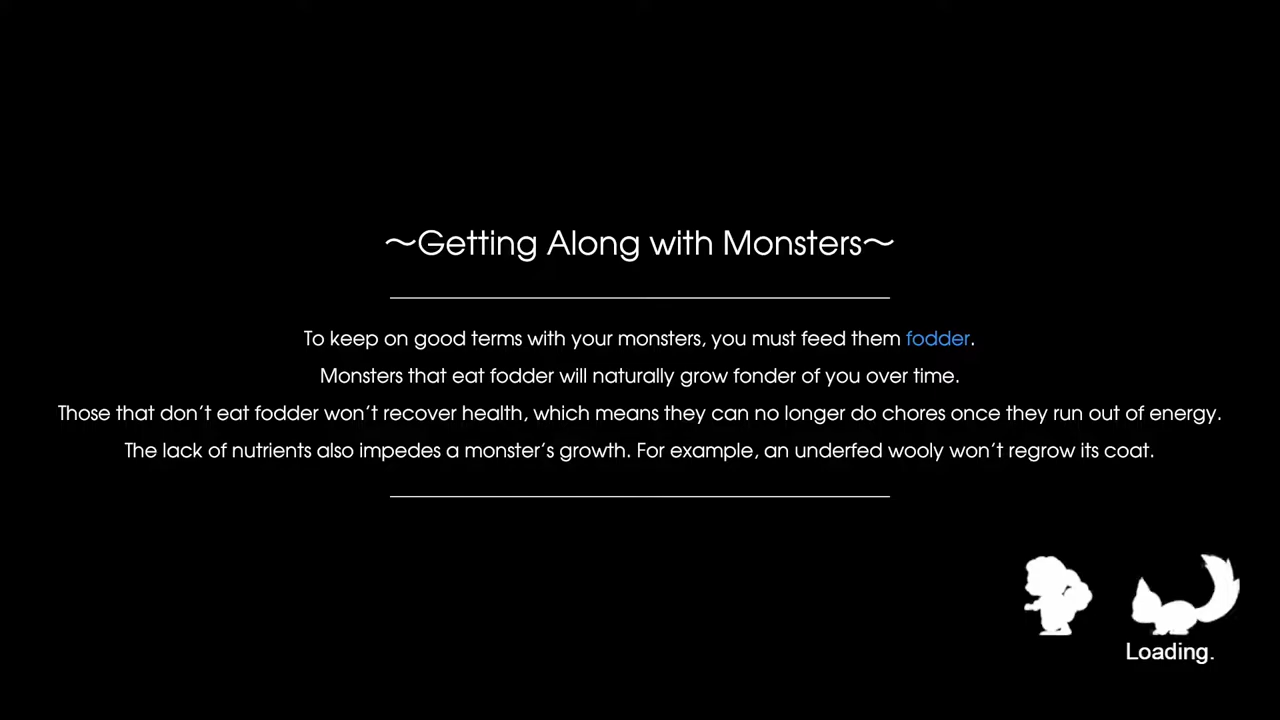 〜Getting Along with Monsters〜
To keep on good terms with your monsters, you must feed them fodder.
Monsters that eat fodder will naturally grow fonder of you over time.
Those that don’t eat fodder won’t recover health, which means they can no longer do chores once they run out of energy.
The lack of nutrients also impedes a monster’s growth. For example, an underfed wooly won’t regrow its coat.
Loading.